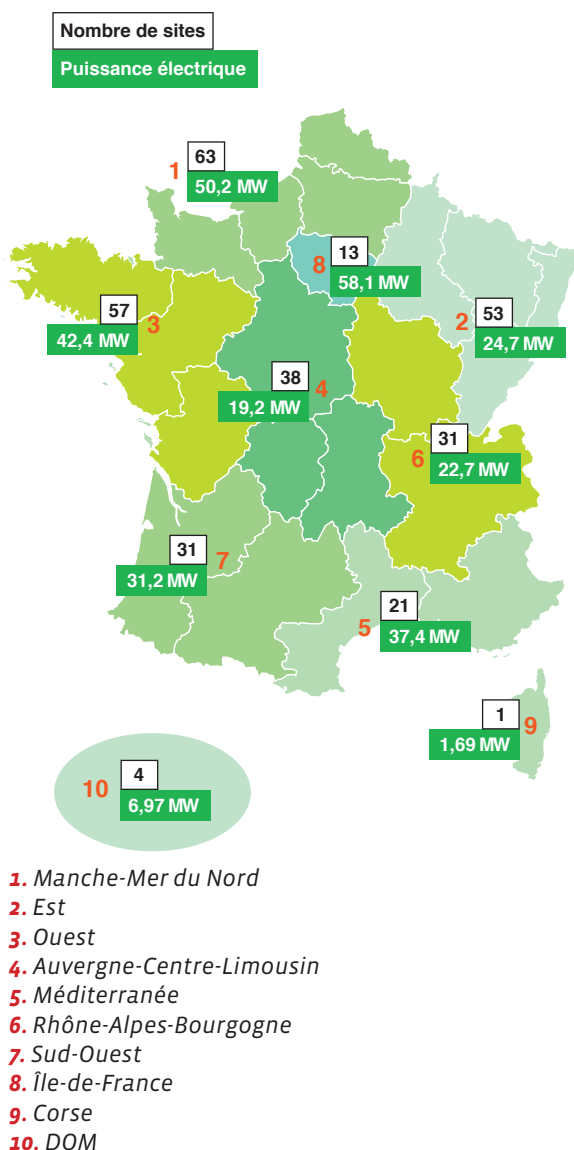 Nombre de sites
Puissance électrique
63
1
50,2 MW
13
8
58,1 MW
57
3
42,4 MW
53
2
24,7 MW
38
4
19,2 MW
31
6
22,7 MW
31
7
31,2 MW
21
5
37,4 MW
1
9
1,69 MW
4
10
6,97 MW
1. Manche-Mer du Nord
2. Est
3. Ouest
4. Auvergne-Centre-Limousin
5. Méditerranée
6. Rhône-Alpes-Bourgogne
7. Sud-Ouest
8. Île-de-France
9. Corse
10. DOM